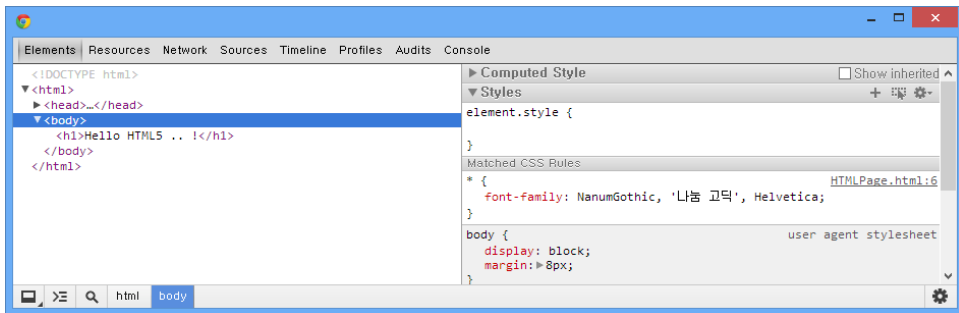 Elements Resources Network Sources Timeline Profiles Audits Console
<!DOCTYPE html>
▼<html>
▶<head>…</head>
▼<body>
<h1>Hello HTML5 .. !</h1>
</body>
</html>
▶ Computed Style Show inherited
▼ Styles
element.style {
}
Matched CSS Rules
* { HTMLPage.html:6
font-family: NanumGothic, '나눔 고딕', Helvetica;
}
body { user agent stylesheet
display: block;
margin:▶8px;
}
html body